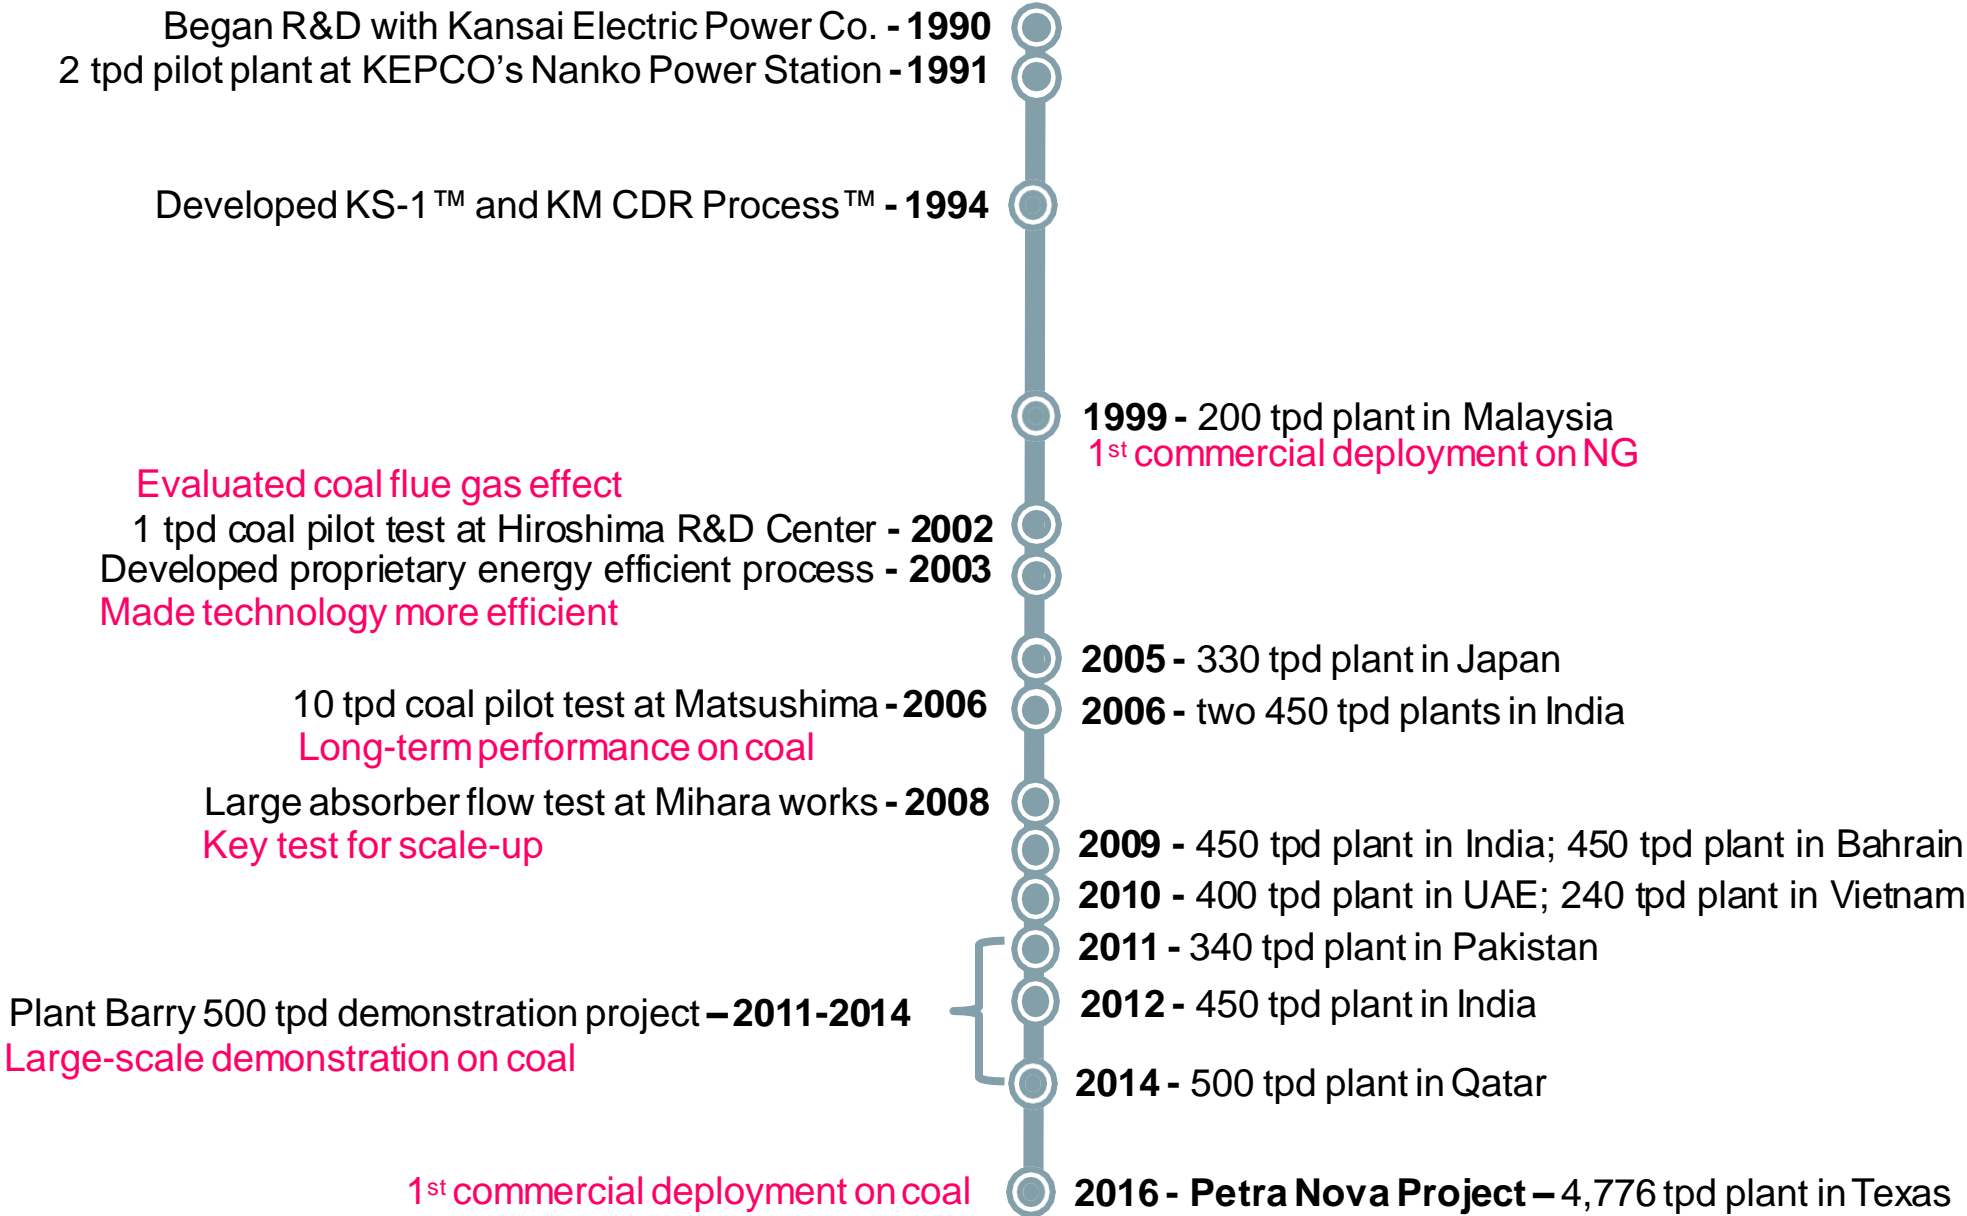 Began R&D with Kansai Electric Power Co. - 1990
2 tpd pilot plant at KEPCO’s Nanko Power Station - 1991
Developed KS-1™ and KM CDR Process™ - 1994
1999 - 200 tpd plant in Malaysia
1st commercial deployment on NG
Evaluated coal flue gas effect
1 tpd coal pilot test at Hiroshima R&D Center - 2002
Developed proprietary energy efficient process - 2003
Made technology more efficient
2005 - 330 tpd plant in Japan
10 tpd coal pilot test at Matsushima - 2006
2006 - two 450 tpd plants in India
Long-term performance on coal
Large absorber flow test at Mihara works - 2008
Key test for scale-up
2009 - 450 tpd plant in India; 450 tpd plant in Bahrain
2010 - 400 tpd plant in UAE; 240 tpd plant in Vietnam
2011 - 340 tpd plant in Pakistan
Plant Barry 500 tpd demonstration project – 2011-2014
2012 - 450 tpd plant in India
Large-scale demonstration on coal
2014 - 500 tpd plant in Qatar
1st commercial deployment on coal
2016 - Petra Nova Project – 4,776 tpd plant in Texas